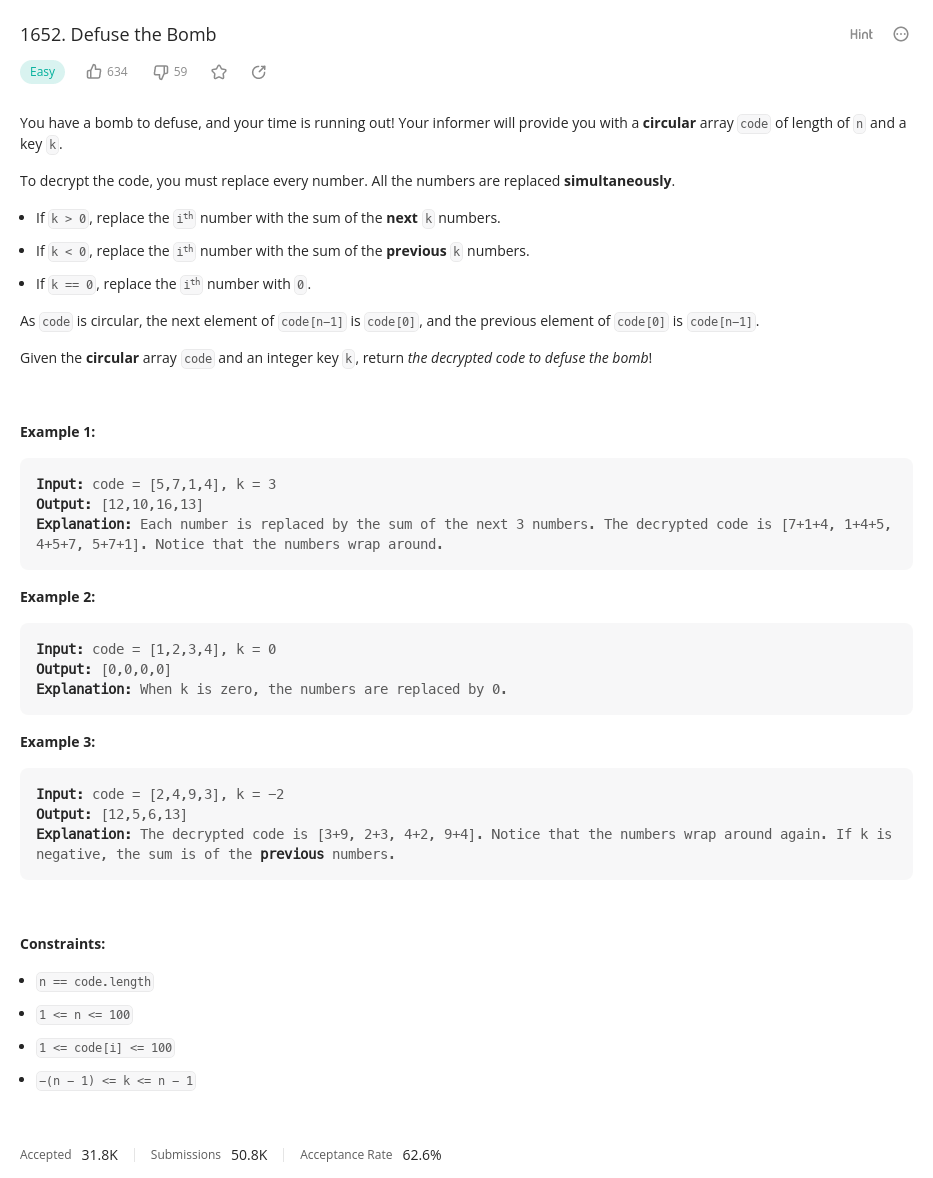 1652. Defuse the Bomb
Hint
Easy
634
59
You have a bomb to defuse, and your time is running out! Your informer will provide you with a circular array code of length of n and a
key k.
To decrypt the code, you must replace every number. All the numbers are replaced simultaneously.
• If k > 0, replace the ith number with the sum of the next k numbers.
• If k < 0, replace the ith number with the sum of the previous k numbers.
• If k == 0, replace the ith number with 0.
As code is circular, the next element of code[n-1] is code[0], and the previous element of code[0] is code[n-1].
Given the circular array code and an integer key k, return the decrypted code to defuse the bomb!
Example 1:
Input: code = [5,7,1,4], k = 3
Output: [12,10,16,13]
Explanation: Each number is replaced by the sum of the next 3 numbers. The decrypted code is [7+1+4, 1+4+5,
4+5+7, 5+7+1]. Notice that the numbers wrap around.
Example 2:
Input: code = [1,2,3,4], k = 0
Output: [0,0,0,0]
Explanation: When k is zero, the numbers are replaced by 0.
Example 3:
Input: code = [2,4,9,3], k = -2
Output: [12,5,6,13]
Explanation: The decrypted code is [3+9, 2+3, 4+2, 9+4]. Notice that the numbers wrap around again. If k is
negative, the sum is of the previous numbers.
Constraints:
• n == code.length
• 1 <= n <= 100
• 1 <= code[i] <= 100
• -(n - 1) <= k <= n - 1
Accepted 31.8K Submissions 50.8K Acceptance Rate 62.6%